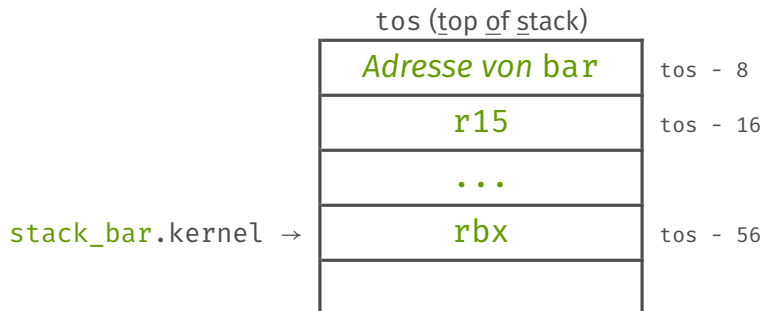 tos (top of stack)
Adresse von bar tos - 8
r15 tos - 16
...
stack_bar.kernel → rbx tos - 56